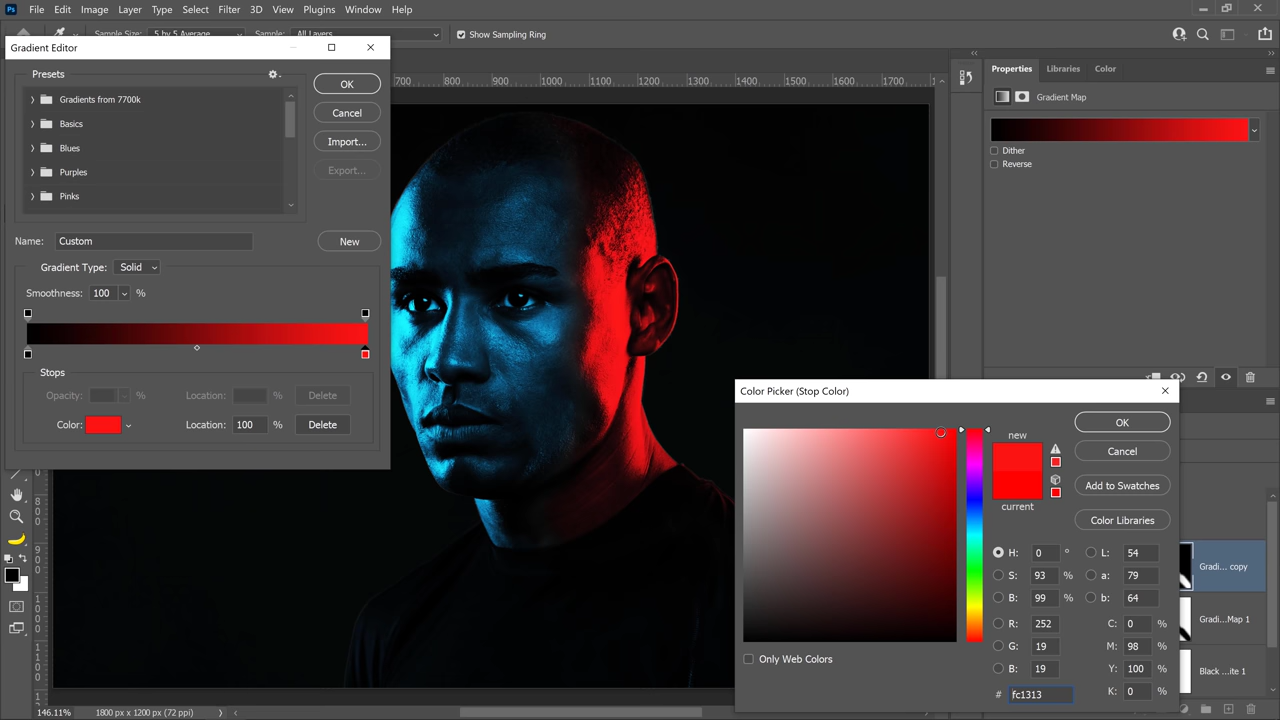 Ps File Edit Image Layer Type Select Filter 3D View Plugins Window Help
Sample Size: 5 by 5 Average Sample: All Layers Show Sampling Ring
Gradient Editor
Presets
Gradients from 7700k
Basics
Blues
Purples
Pinks
OK
Cancel
Import...
Export...
Name: Custom
New
Gradient Type: Solid
Smoothness: 100 %
Stops
Opacity: % Location: % Delete
Color: Location: 100 % Delete
700 800 900 1000 1100 1200 1300 1400 1500 1600 1700
800
900
1000
1100
Properties Libraries Color
Gradient Map
Dither
Reverse
Color Picker (Stop Color)
new
current
OK
Cancel
Add to Swatches
Color Libraries
H: 0 ° L: 54
S: 93 % a: 79
B: 99 % b: 64
R: 252 C: 0 %
G: 19 M: 98 %
B: 19 Y: 100 %
# fc1313 K: 0 %
Only Web Colors
Gradi... copy
Gradi...Map 1
Black ...ite 1
146.11% 1800 px x 1200 px (72 ppi)